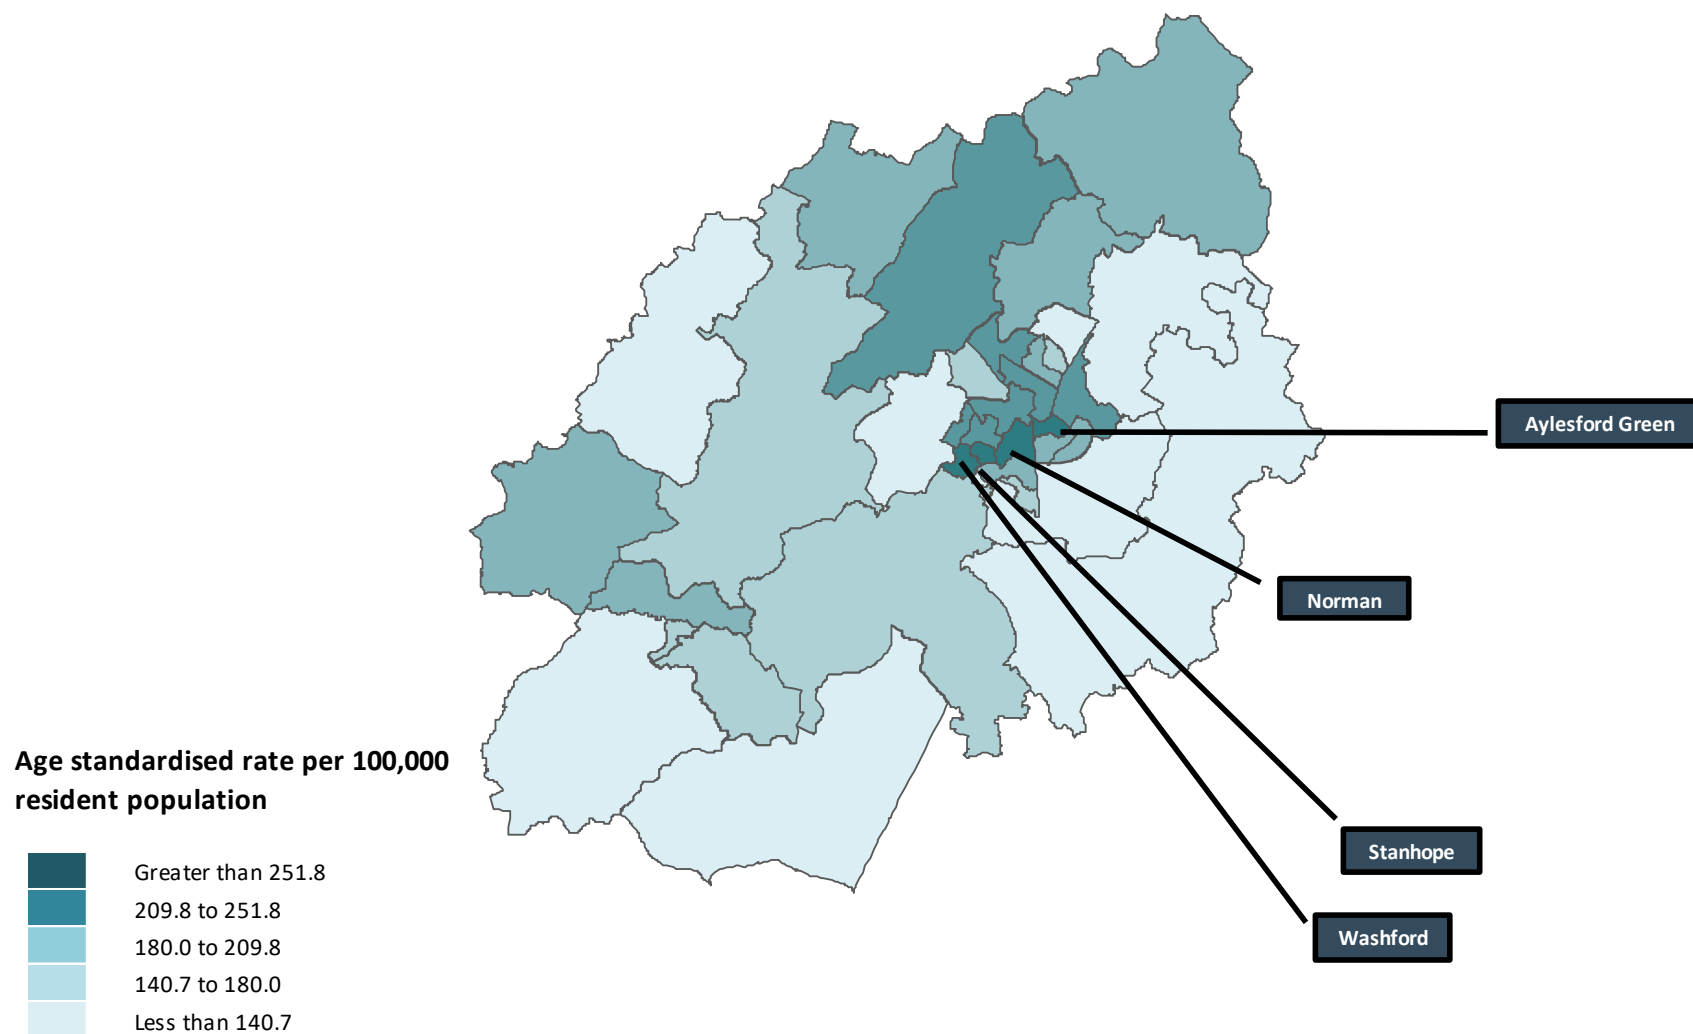 Aylesford Green
Norman
Age standardised rate per 100,000
resident population
Stanhope
Greater than 251.8
209.8 to 251.8
Washford
180.0 to 209.8
140.7 to 180.0
Less than 140.7